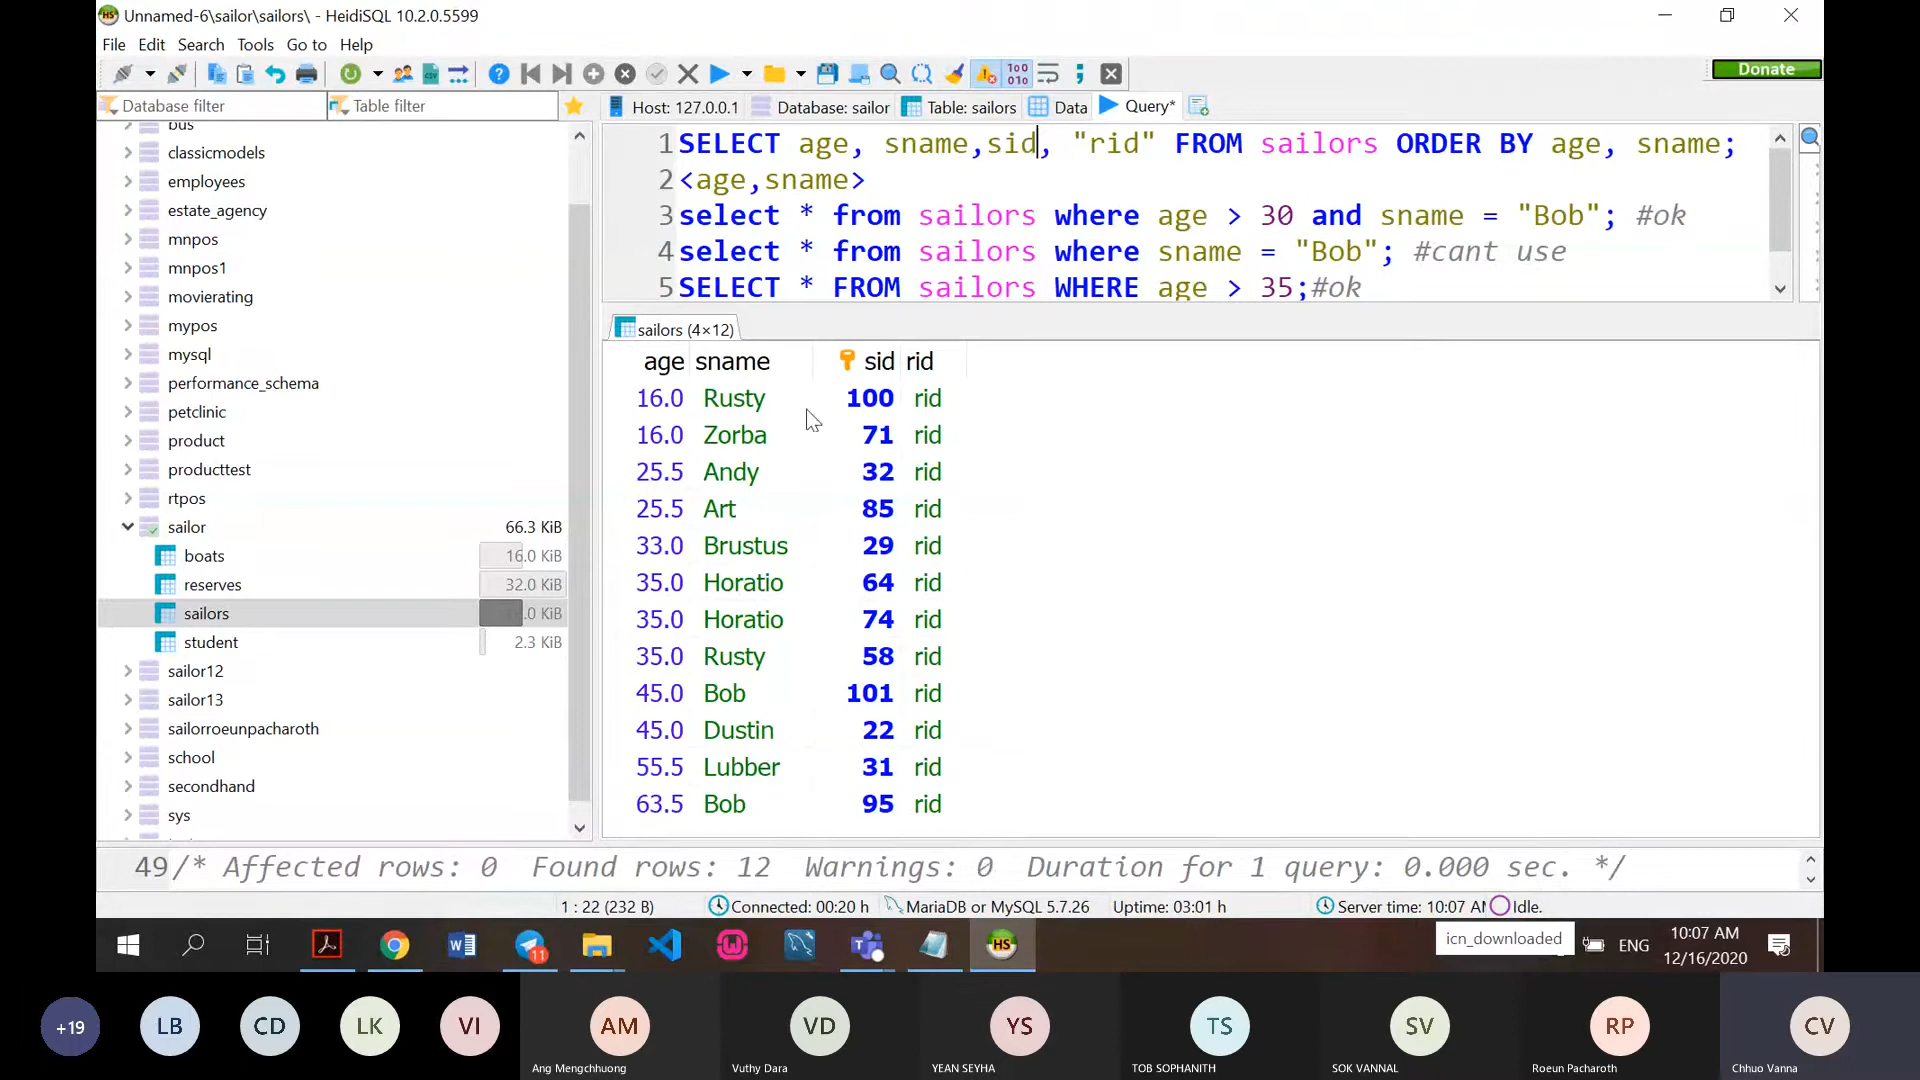 Unnamed-6\sailor\sailors\ - HeidiSQL 10.2.0.5599
File Edit Search Tools Go to Help
Donate
Database filter
Table filter
Host: 127.0.0.1 Database: sailor Table: sailors Data Query*
bus
classicmodels
employees
estate_agency
mnpos
mnpos1
movierating
mypos
mysql
performance_schema
petclinic
product
producttest
rtpos
sailor 66.3 KiB
boats 16.0 KiB
reserves 32.0 KiB
sailors .0 KiB
student 2.3 KiB
sailor12
sailor13
sailorroeunpacharoth
school
secondhand
sys
1 SELECT age, sname,sid, "rid" FROM sailors ORDER BY age, sname;
2 <age,sname>
3 select * from sailors where age > 30 and sname = "Bob"; #ok
4 select * from sailors where sname = "Bob"; #cant use
5 SELECT * FROM sailors WHERE age > 35;#ok
sailors (4×12)
age sname sid rid
16.0 Rusty 100 rid
16.0 Zorba 71 rid
25.5 Andy 32 rid
25.5 Art 85 rid
33.0 Brustus 29 rid
35.0 Horatio 64 rid
35.0 Horatio 74 rid
35.0 Rusty 58 rid
45.0 Bob 101 rid
45.0 Dustin 22 rid
55.5 Lubber 31 rid
63.5 Bob 95 rid
49 /* Affected rows: 0 Found rows: 12 Warnings: 0 Duration for 1 query: 0.000 sec. */
1 : 22 (232 B) Connected: 00:20 h MariaDB or MySQL 5.7.26 Uptime: 03:01 h Server time: 10:07 AM Idle.
icn_downloaded
11
ENG
10:07 AM
12/16/2020
+19 LB CD LK VI AM VD YS TS SV RP CV
Ang Mengchhuong Vuthy Dara YEAN SEYHA TOB SOPHANITH SOK VANNAL Roeun Pacharoth Chhuo Vanna